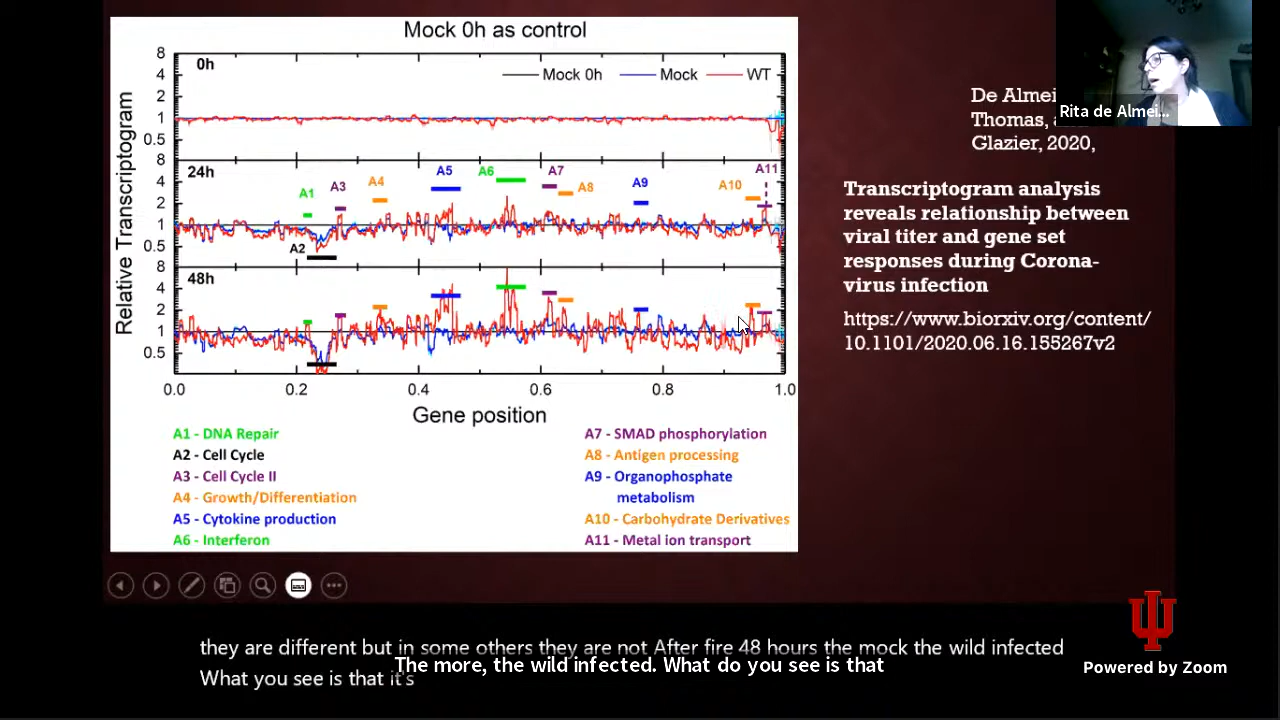 Mock 0h as control
8
0h
Mock 0h
Mock
WT
4
2
1
0.5
8
24h
A1
A2
A3
A4
A5
A6
A7
A8
A9
A10
A11
4
2
1
0.5
8
48h
4
2
1
0.5
Relative Transcriptogram
0.0 0.2 0.4 0.6 0.8 1.0
Gene position
A1 - DNA Repair
A2 - Cell Cycle
A3 - Cell Cycle II
A4 - Growth/Differentiation
A5 - Cytokine production
A6 - Interferon
A7 - SMAD phosphorylation
A8 - Antigen processing
A9 - Organophosphate
metabolism
A10 - Carbohydrate Derivatives
A11 - Metal ion transport
De Almei
Thomas,
Glazier, 2020,
Rita de Almei...
Transcriptogram analysis
reveals relationship between
viral titer and gene set
responses during Corona-
virus infection
https://www.biorxiv.org/content/
10.1101/2020.06.16.155267v2
they are different but in some others they are not After fire 48 hours the mock the wild infected
What you see is that it's
The more, the wild infected. What do you see is that
Powered by Zoom